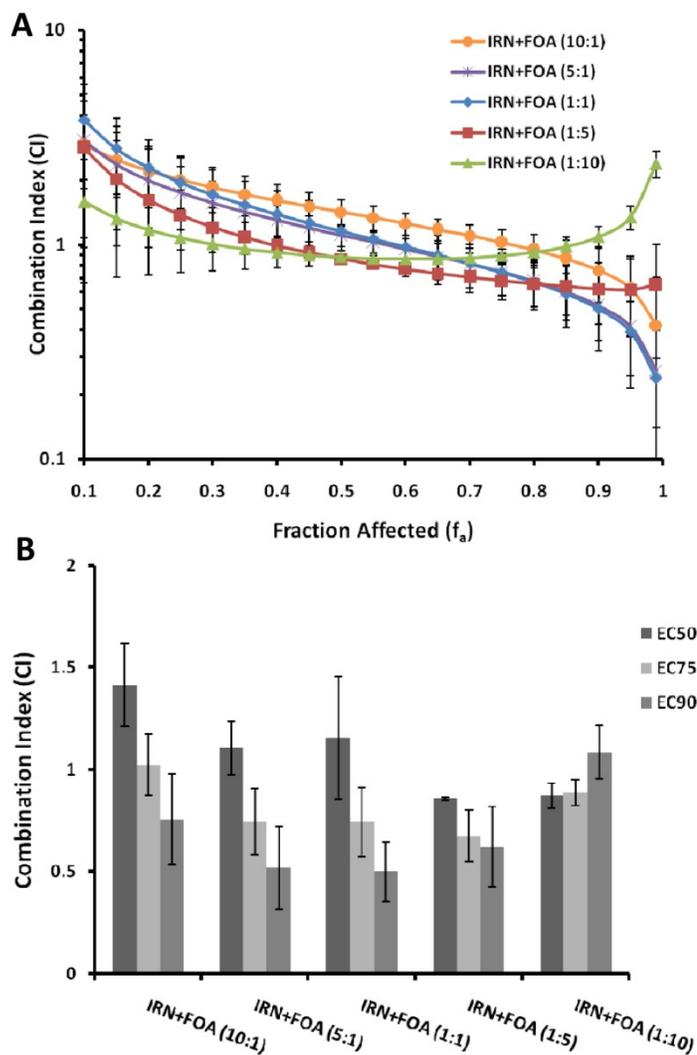 A
10
1
0.1
Combination Index (CI)
IRN+FOA (10:1)
IRN+FOA (5:1)
IRN+FOA (1:1)
IRN+FOA (1:5)
IRN+FOA (1:10)
0.1 0.2 0.3 0.4 0.5 0.6 0.7 0.8 0.9 1
Fraction Affected (fa)
B
2
1.5
1
0.5
0
Combination Index (CI)
EC50
EC75
EC90
IRN+FOA (10:1)
IRN+FOA (5:1)
IRN+FOA (1:1)
IRN+FOA (1:5)
IRN+FOA (1:10)